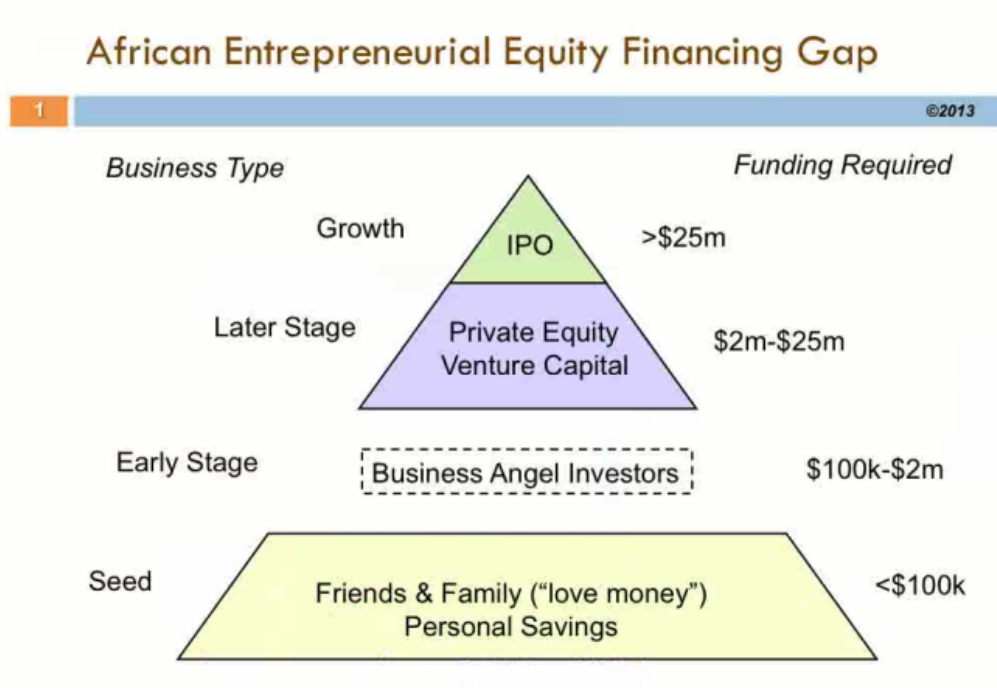 African Entrepreneurial Equity Financing Gap
1
©2013
Business Type
Funding Required
Growth
IPO
>$25m
Later Stage
Private Equity
Venture Capital
$2m-$25m
Early Stage
Business Angel Investors
$100k-$2m
Seed
Friends & Family (“love money”)
Personal Savings
<$100k